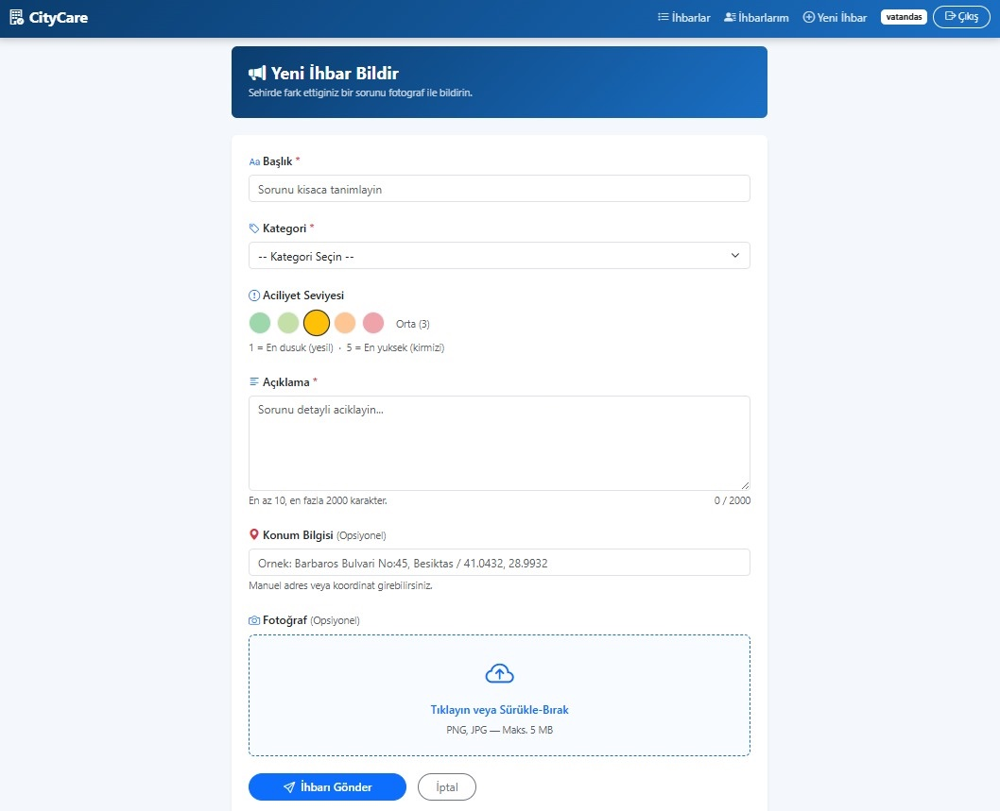 CityCare
İhbarlar
İhbarlarım
Yeni İhbar
vatandas
Çıkış
Yeni İhbar Bildir
Sehirde fark ettiginiz bir sorunu fotograf ile bildirin.
Aa Başlık *
Sorunu kisaca tanimlayin
Kategori *
-- Kategori Seçin --
Aciliyet Seviyesi
Orta (3)
1 = En dusuk (yesil) · 5 = En yuksek (kirmizi)
Açıklama *
Sorunu detayli aciklayin...
En az 10, en fazla 2000 karakter.
0 / 2000
Konum Bilgisi (Opsiyonel)
Ornek: Barbaros Bulvari No:45, Besiktas / 41.0432, 28.9932
Manuel adres veya koordinat girebilirsiniz.
Fotoğraf (Opsiyonel)
Tıklayın veya Sürükle-Bırak
PNG, JPG — Maks. 5 MB
İhbarı Gönder
İptal